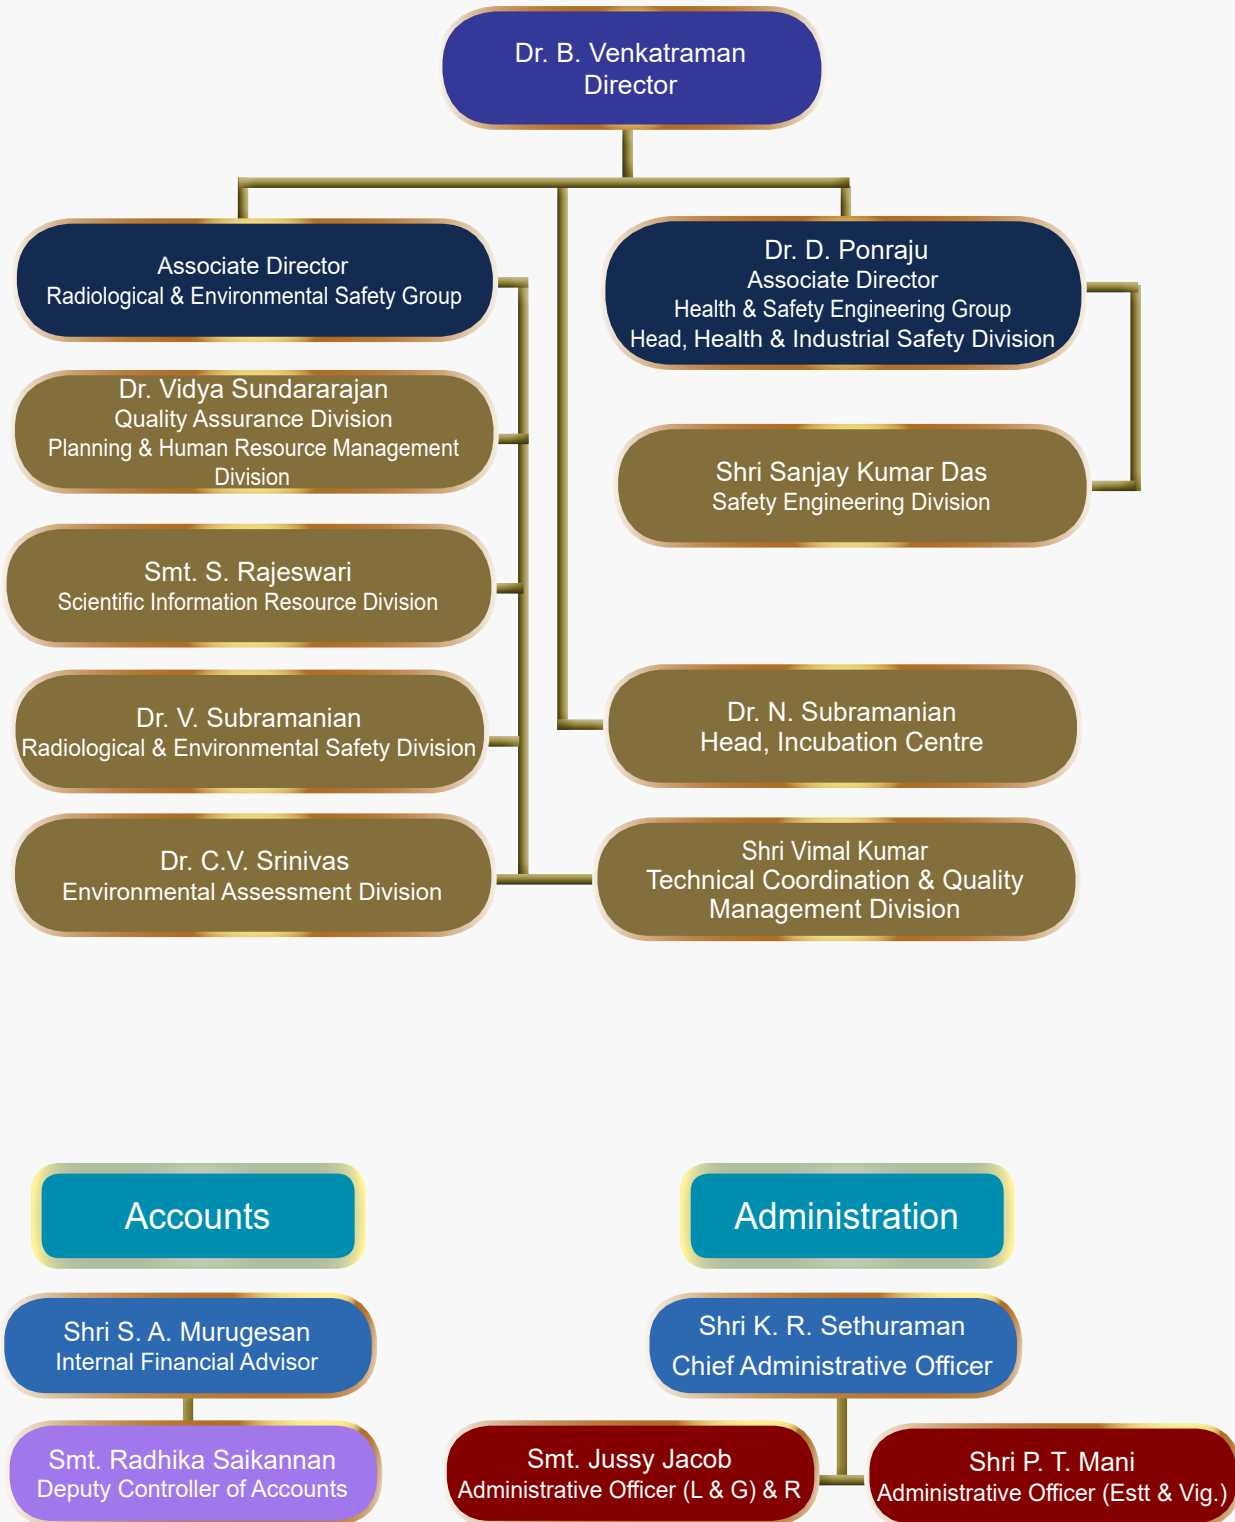 Dr. B. Venkatraman
Director
Associate Director
Radiological & Environmental Safety Group
Dr. D. Ponraju
Associate Director
Health & Safety Engineering Group
Head, Health & Industrial Safety Division
Dr. Vidya Sundararajan
Quality Assurance Division
Planning & Human Resource Management
Division
Shri Sanjay Kumar Das
Safety Engineering Division
Smt. S. Rajeswari
Scientific Information Resource Division
Dr. V. Subramanian
Radiological & Environmental Safety Division
Dr. N. Subramanian
Head, Incubation Centre
Dr. C.V. Srinivas
Environmental Assessment Division
Shri Vimal Kumar
Technical Coordination & Quality
Management Division
Accounts
Administration
Shri S. A. Murugesan
Internal Financial Advisor
Shri K. R. Sethuraman
Chief Administrative Officer
Smt. Radhika Saikannan
Deputy Controller of Accounts
Smt. Jussy Jacob
Administrative Officer (L & G) & R
Shri P. T. Mani
Administrative Officer (Estt & Vig.)